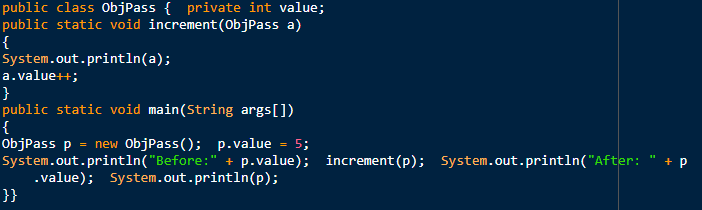 public class ObjPass {  private int value;
public static void increment(ObjPass a)
{
System.out.println(a);
a.value++;
}
public static void main(String args[])
{
ObjPass p = new ObjPass();  p.value = 5;
System.out.println("Before:" + p.value);  increment(p);  System.out.println("After: " + p
.value);  System.out.println(p);
}}